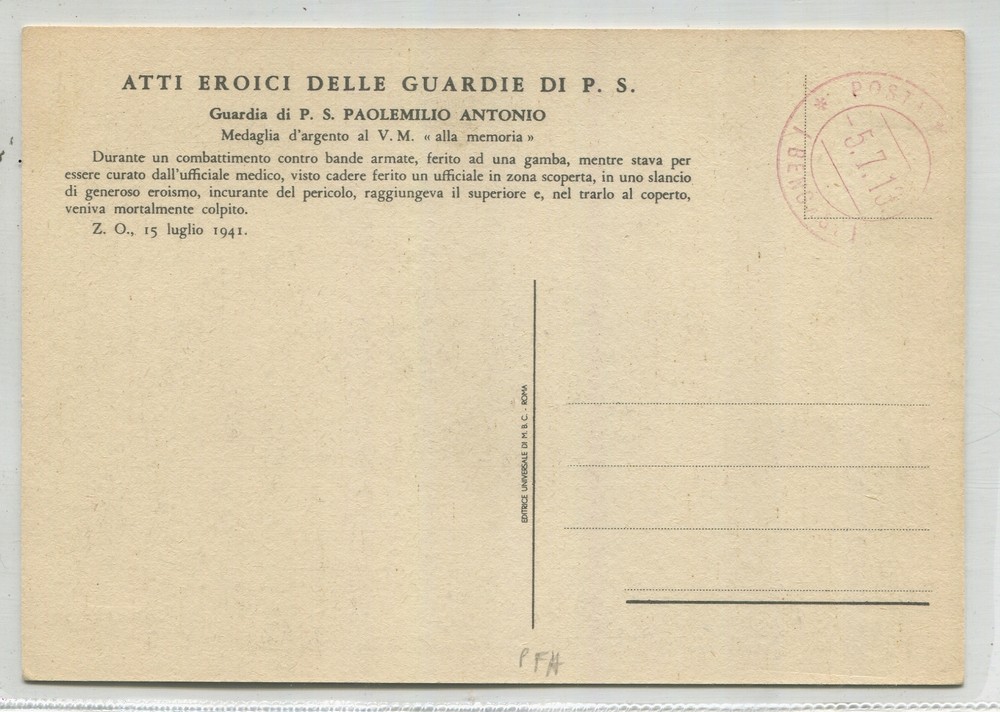 ATTI EROICI DELLE GUARDIE DI P. S.
Guardia di P. S. PAOLEMILIO ANTONIO
Medaglia d'argento al V. M. « alla memoria »
Durante un combattimento contro bande armate, ferito ad una gamba, mentre stava per
essere curato dall'ufficiale medico, visto cadere ferito un ufficiale in zona scoperta, in uno slancio
di generoso eroismo, incurante del pericolo, raggiungeva il superiore e, nel trarlo al coperto,
veniva mortalmente colpito.
Z. O., 15 luglio 1941.
* POST
-5.7.19
EDITRICE UNIVERSALE DI M. B. C. - ROMA
PFH